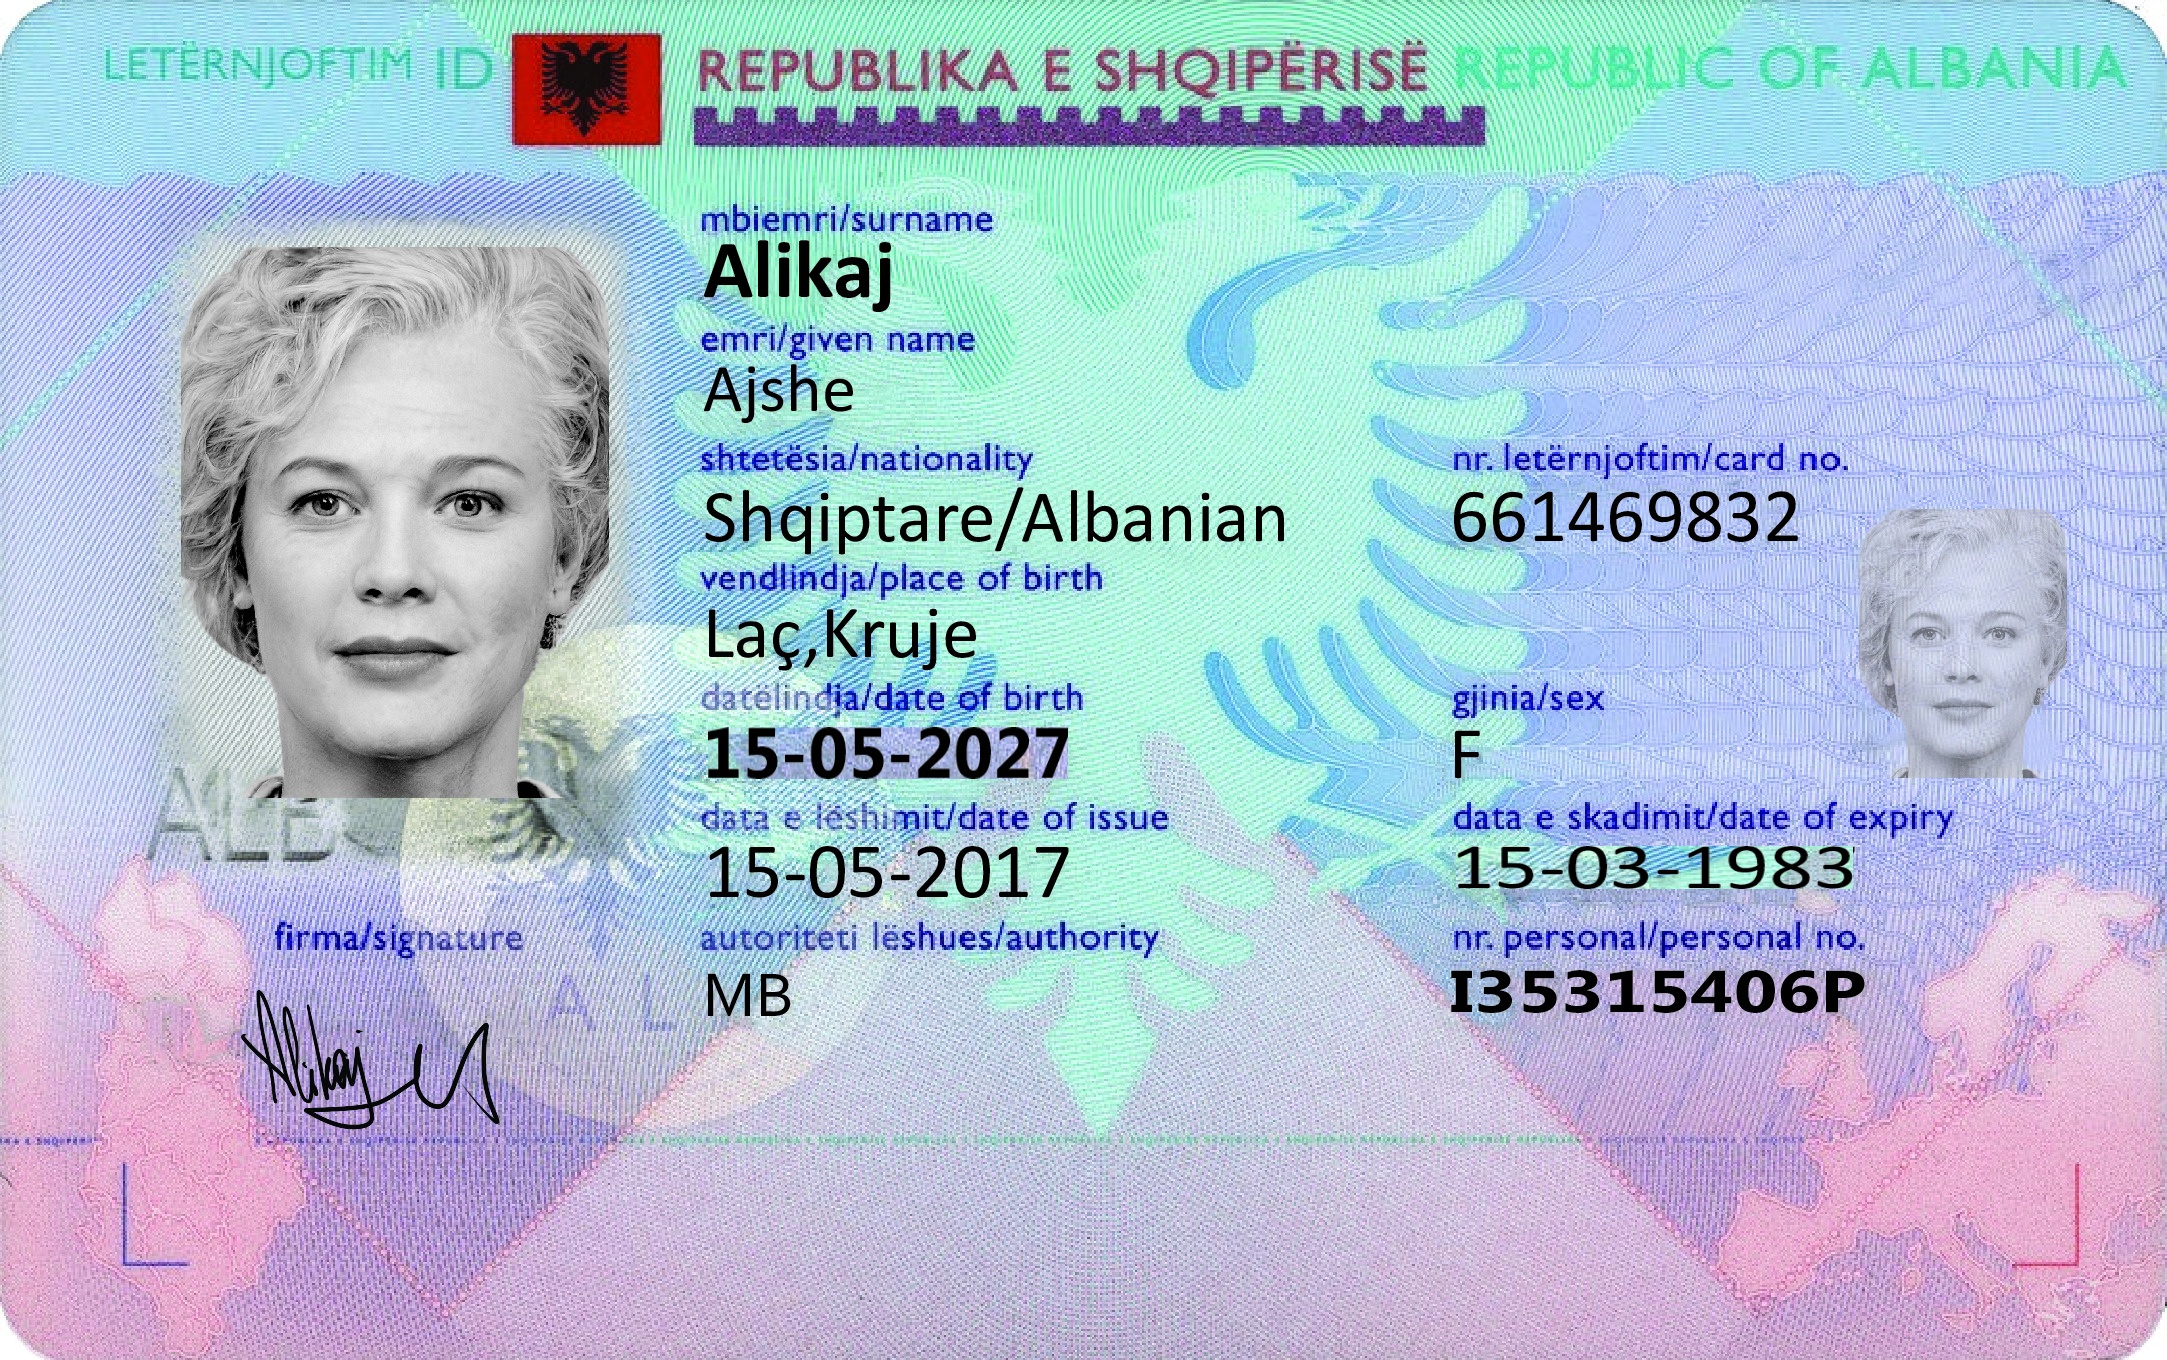 LETËRNJOFTIM ID REPUBLIKA E SHQIPËRISË REPUBLIC OF ALBANIA
mbiemri/surname
Alikaj
emri/given name
Ajshe
shtetësia/nationality nr. letërnjoftim/card no.
Shqiptare/Albanian 661469832
vendlindja/place of birth
Laç,Kruje
datëlindja/date of birth gjinia/sex
15-05-2027 F
data e lëshimit/date of issue data e skadimit/date of expiry
15-05-2017 15-03-1983
ALB
firma/signature autoriteti lëshues/authority nr. personal/personal no.
MB I35315406P
A L
Alikaj